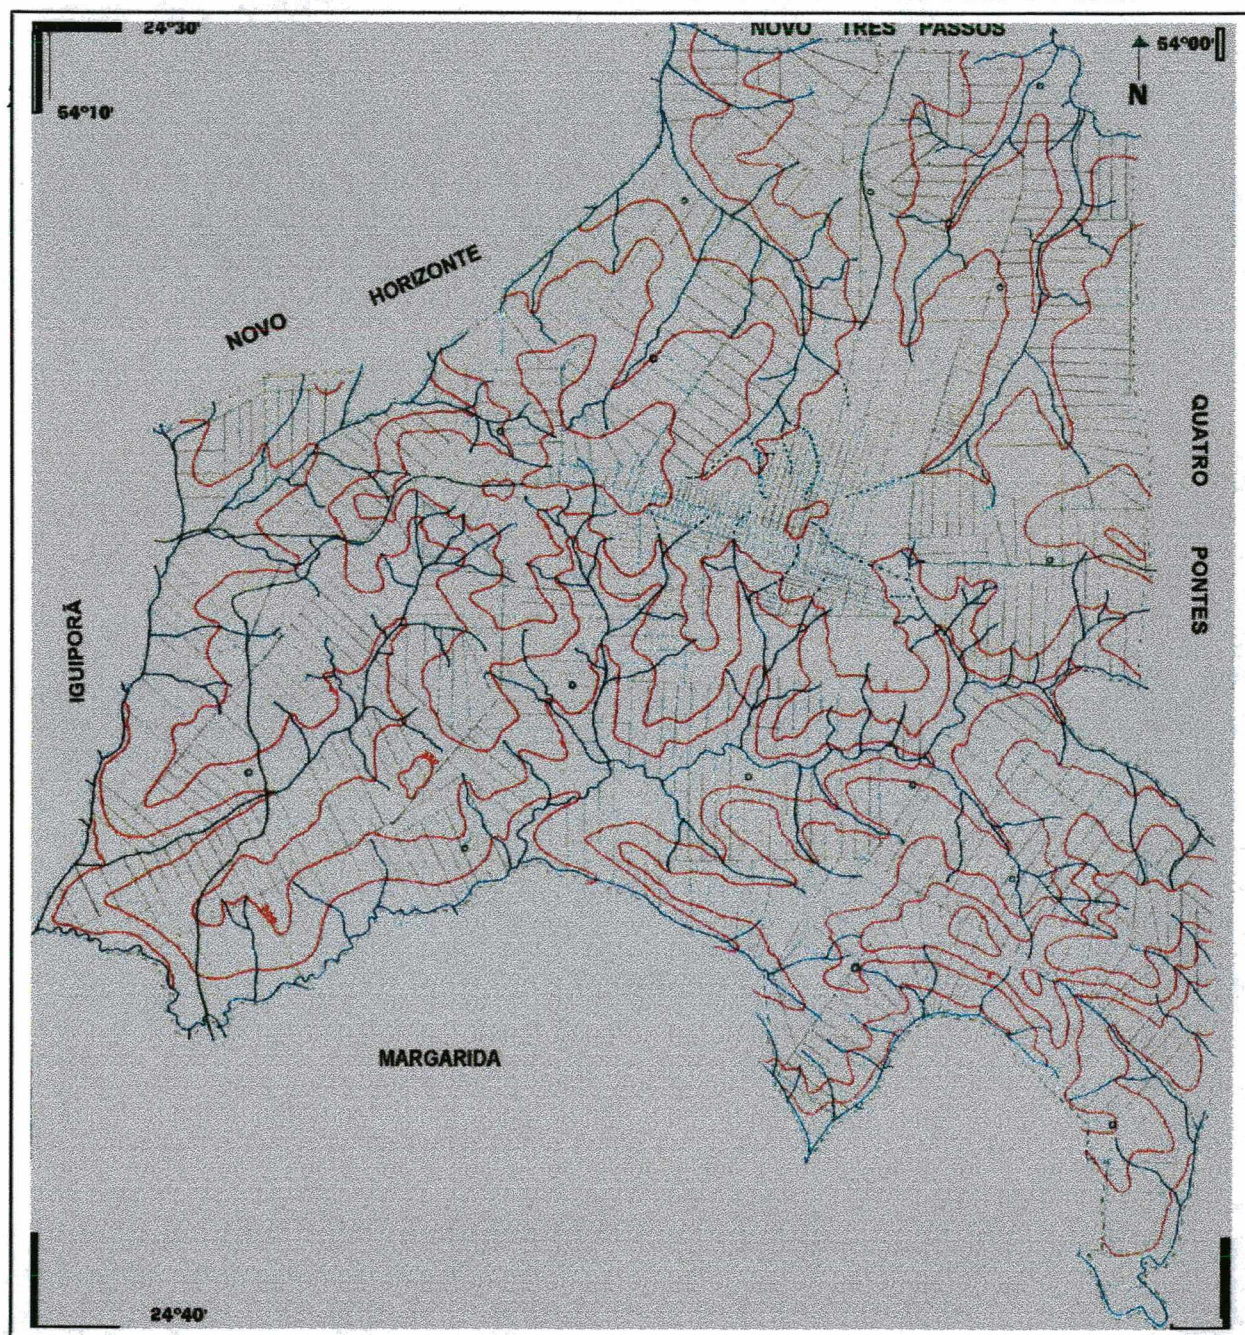 24°30'
NOVO TRES PASSOS
54°00'
54°10'
N
NOVO HORIZONTE
QUATRO PONTES
IGUIPORÃ
MARGARIDA
24°40'